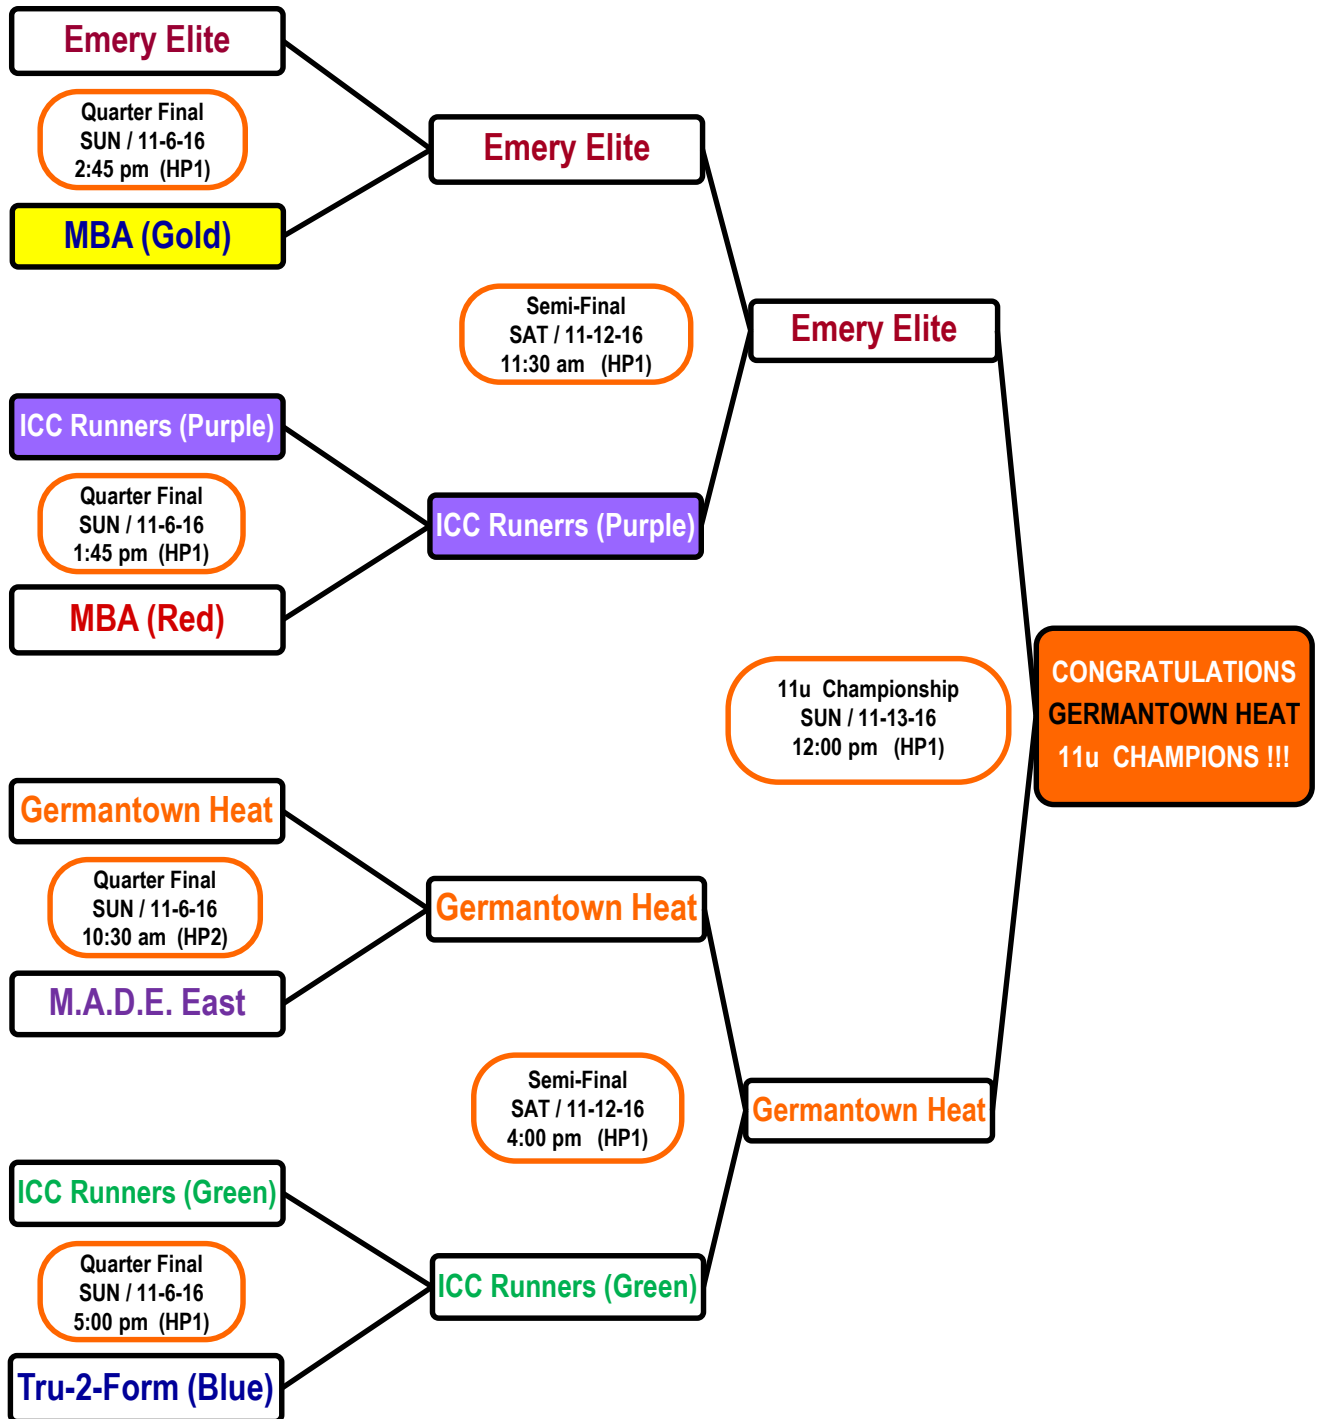 Emery Elite
Quarter Final
SUN / 11-6-16
2:45 pm (HP1)
MBA (Gold)
Emery Elite
Semi-Final
SAT / 11-12-16
11:30 am (HP1)
Emery Elite
ICC Runners (Purple)
Quarter Final
SUN / 11-6-16
1:45 pm (HP1)
MBA (Red)
ICC Runerrs (Purple)
11u Championship
SUN / 11-13-16
12:00 pm (HP1)
CONGRATULATIONS
GERMANTOWN HEAT
11u CHAMPIONS !!!
Germantown Heat
Quarter Final
SUN / 11-6-16
10:30 am (HP2)
M.A.D.E. East
Germantown Heat
Semi-Final
SAT / 11-12-16
4:00 pm (HP1)
Germantown Heat
ICC Runners (Green)
Quarter Final
SUN / 11-6-16
5:00 pm (HP1)
Tru-2-Form (Blue)
ICC Runners (Green)